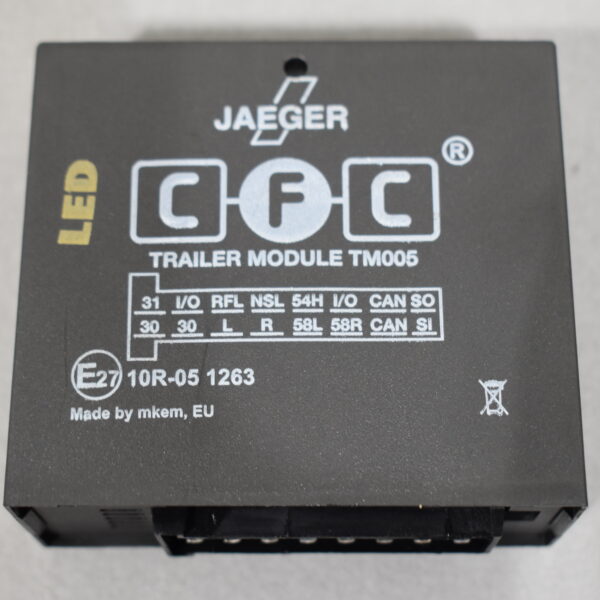 JAEGER
LED
C F C ®
TRAILER MODULE TM005
31 I/O RFL NSL 54H I/O CAN SO
30 30 L R 58L 58R CAN SI
E27 10R-05 1263
Made by mkem, EU